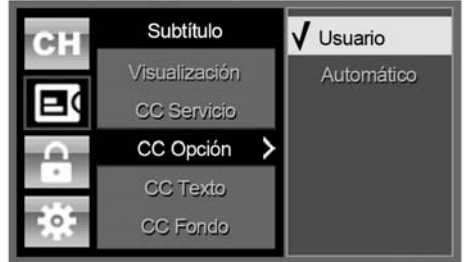 CH
Subtítulo
Visualización
CC Servicio
CC Opción
CC Texto
CC Fondo
Usuario
Automático